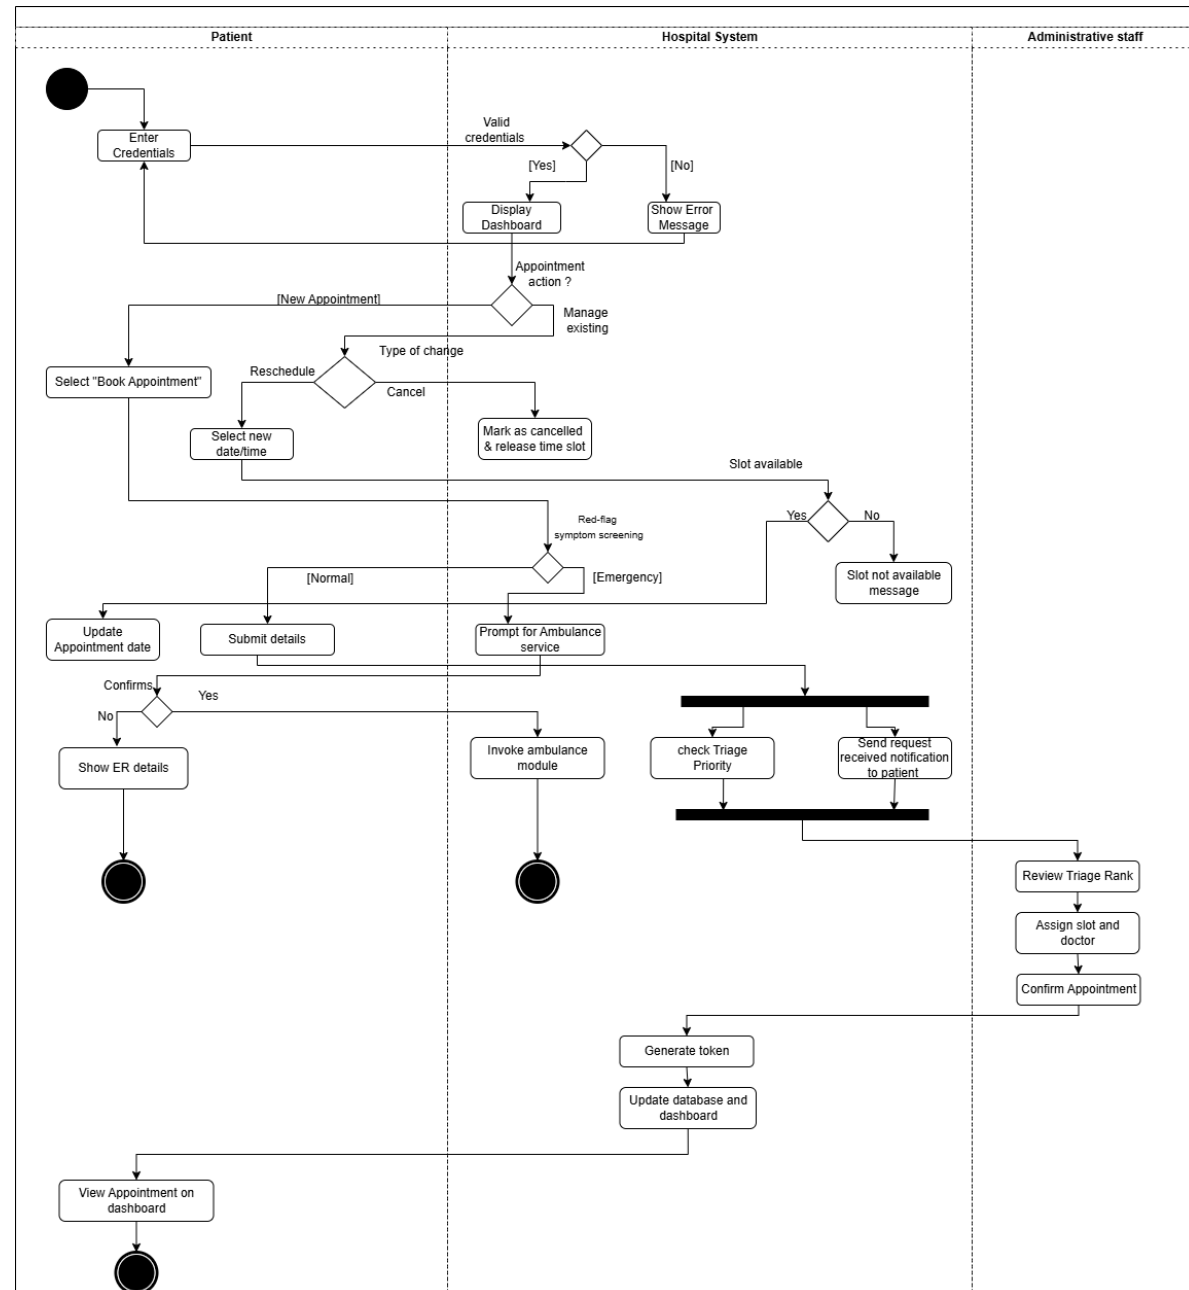 Patient
Hospital System
Administrative staff
Enter
Credentials
Valid
credentials
[Yes]
[No]
Display
Dashboard
Show Error
Message
Appointment
action ?
[New Appointment]
Manage
existing
Type of change
Reschedule
Cancel
Select "Book Appointment"
Select new
date/time
Mark as cancelled
& release time slot
Slot available
Yes
No
Red-flag
symptom screening
[Normal]
[Emergency]
Slot not available
message
Update
Appointment date
Submit details
Prompt for Ambulance
service
Confirms
Yes
No
Show ER details
Invoke ambulance
module
check Triage
Priority
Send request
received notification
to patient
Review Triage Rank
Assign slot and
doctor
Confirm Appointment
Generate token
Update database and
dashboard
View Appointment on
dashboard